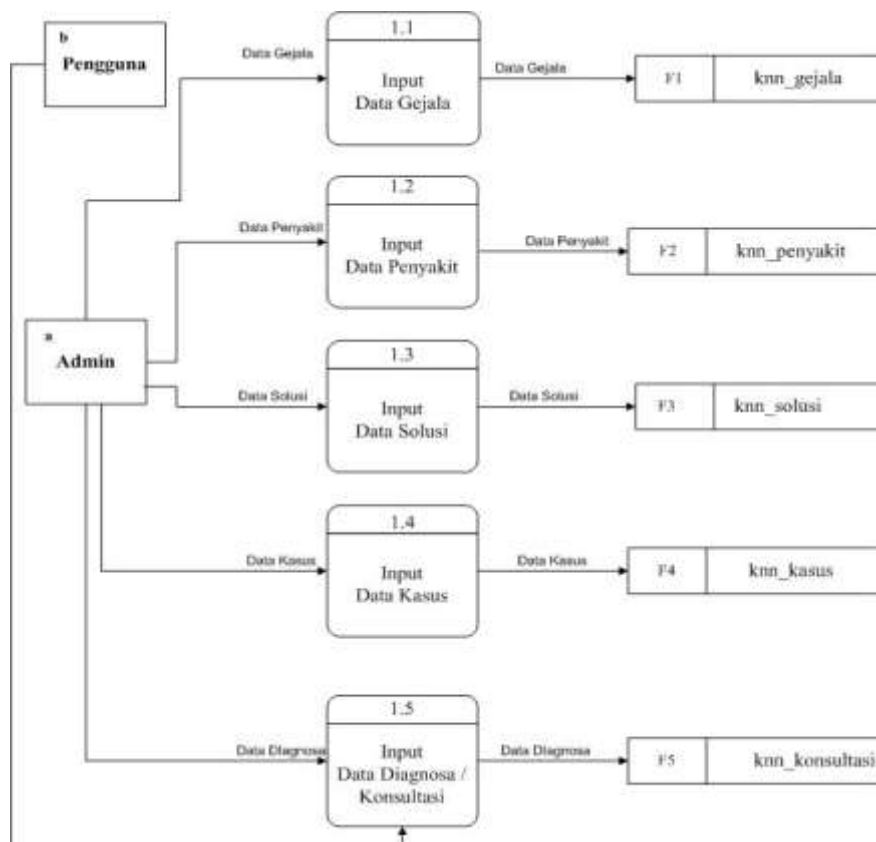 b
Pengguna
1.1
Data Gejala
Input
Data Gejala
Data Gejala
F1
knn_gejala
1.2
Data Penyakit
Input
Data Penyakit
Data Penyakit
F2
knn_penyakit
a
Admin
1.3
Data Solusi
Input
Data Solusi
Data Solusi
F3
knn_solusi
1.4
Data Kasus
Input
Data Kasus
Data Kasus
F4
knn_kasus
1.5
Data DIagnosa
Input
Data Diagnosa /
Konsultasi
Data DIagnosa
F5
knn_konsultasi